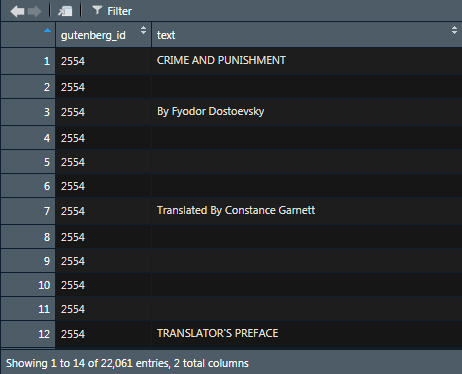 Filter
gutenberg_id text
1 2554 CRIME AND PUNISHMENT
2 2554
3 2554 By Fyodor Dostoevsky
4 2554
5 2554
6 2554
7 2554 Translated By Constance Garnett
8 2554
9 2554
10 2554
11 2554
12 2554 TRANSLATOR'S PREFACE
Showing 1 to 14 of 22,061 entries, 2 total columns